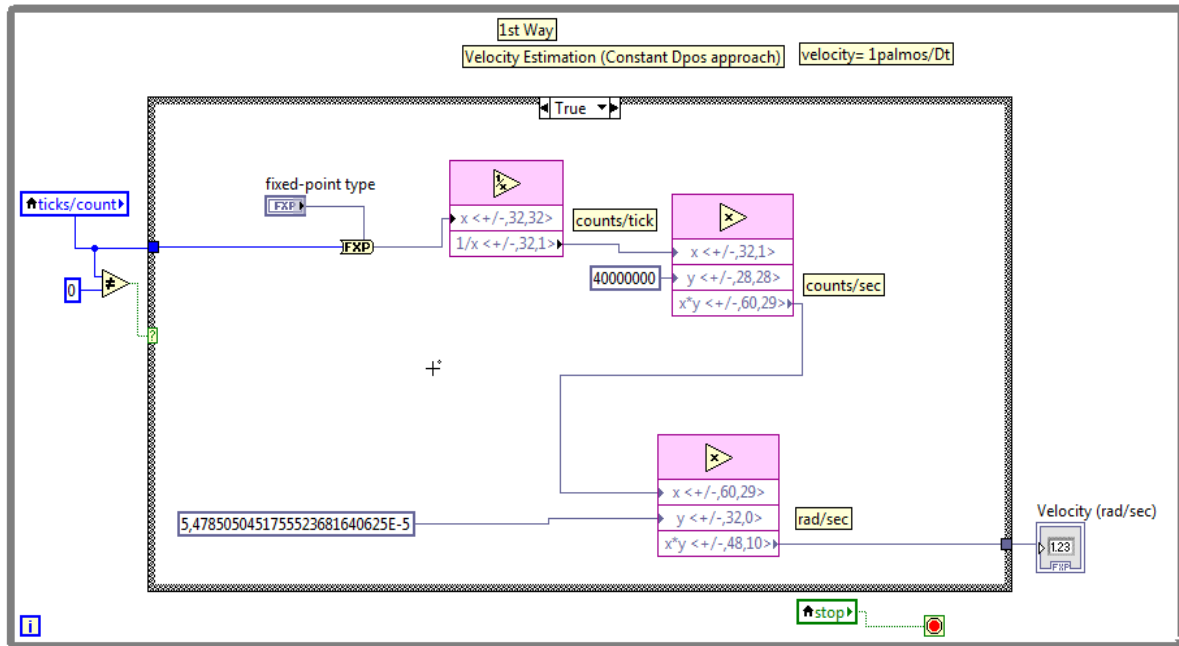 1st Way
Velocity Estimation (Constant Dpos approach)
velocity= 1palmos/Dt
True
ticks/count
0
≠
?
fixed-point type
FXP
FXP
1/x
x <+/-,32,32>
1/x <+/-,32,1>
counts/tick
x
x <+/-,32,1>
40000000
y <+/-,28,28>
x*y <+/-,60,29>
counts/sec
x
x <+/-,60,29>
5,4785050451755523681640625E-5
y <+/-,32,0>
x*y <+/-,48,10>
rad/sec
Velocity (rad/sec)
1.23
FXP
stop
i